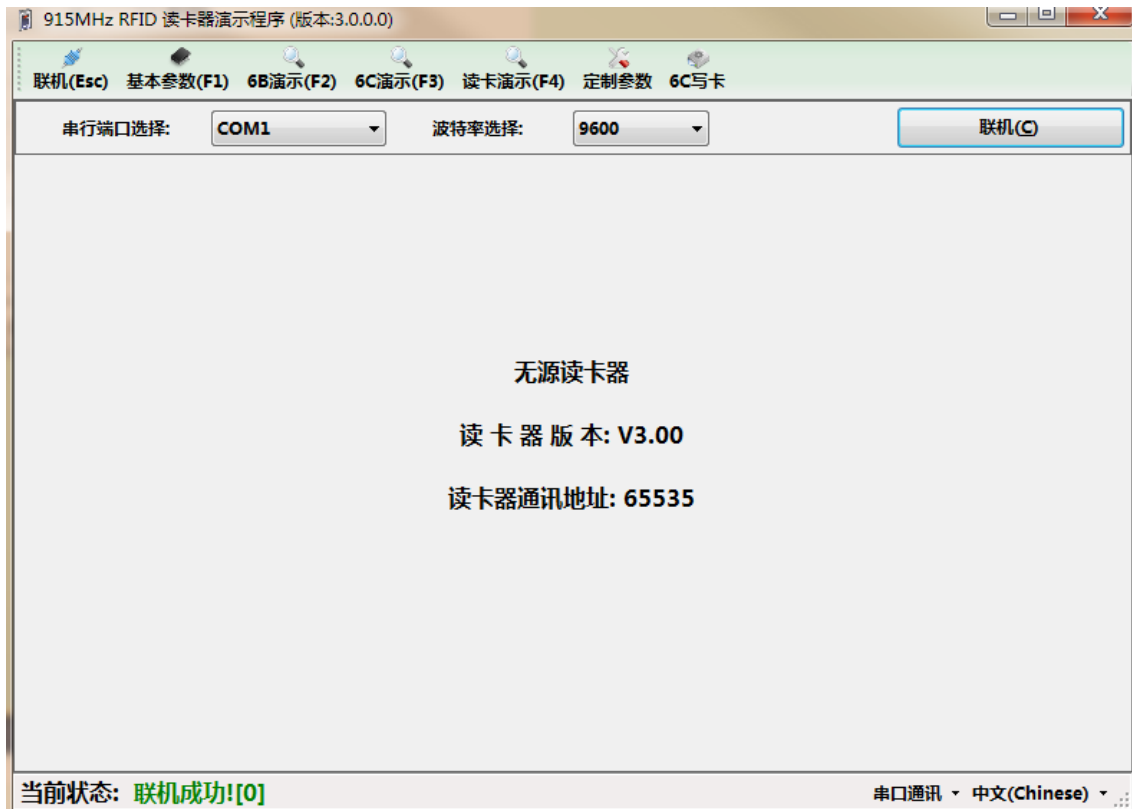 915MHz RFID 读卡器演示程序 (版本:3.0.0.0)
联机(Esc) 基本参数(F1) 6B演示(F2) 6C演示(F3) 读卡演示(F4) 定制参数 6C写卡
串行端口选择: COM1 波特率选择: 9600 联机(C)
无源读卡器
读 卡 器 版 本: V3.00
读卡器通讯地址: 65535
当前状态: 联机成功![0] 串口通讯 中文(Chinese)